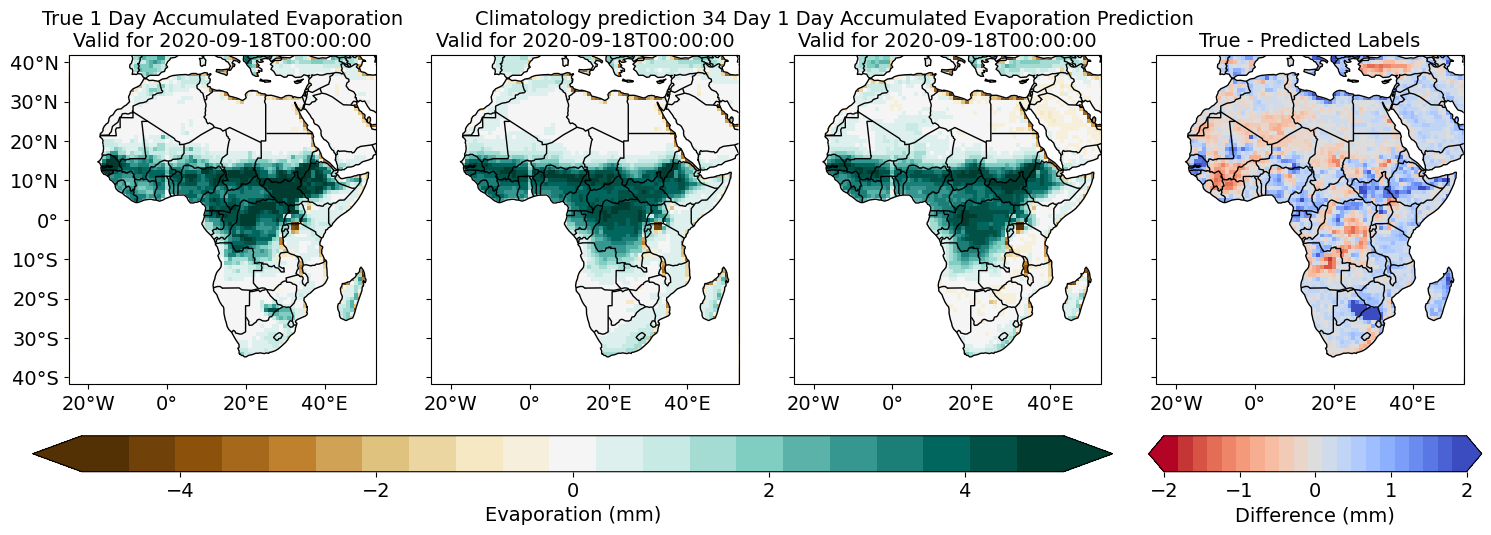 True 1 Day Accumulated Evaporation
Valid for 2020-09-18T00:00:00
Climatology prediction 34 Day 1 Day Accumulated Evaporation Prediction
Valid for 2020-09-18T00:00:00
Valid for 2020-09-18T00:00:00
True - Predicted Labels
40°N
30°N
20°N
10°N
0°
10°S
20°S
30°S
40°S
20°W 0° 20°E 40°E
20°W 0° 20°E 40°E
20°W 0° 20°E 40°E
20°W 0° 20°E 40°E
−4 −2 0 2 4
Evaporation (mm)
−2 −1 0 1 2
Difference (mm)